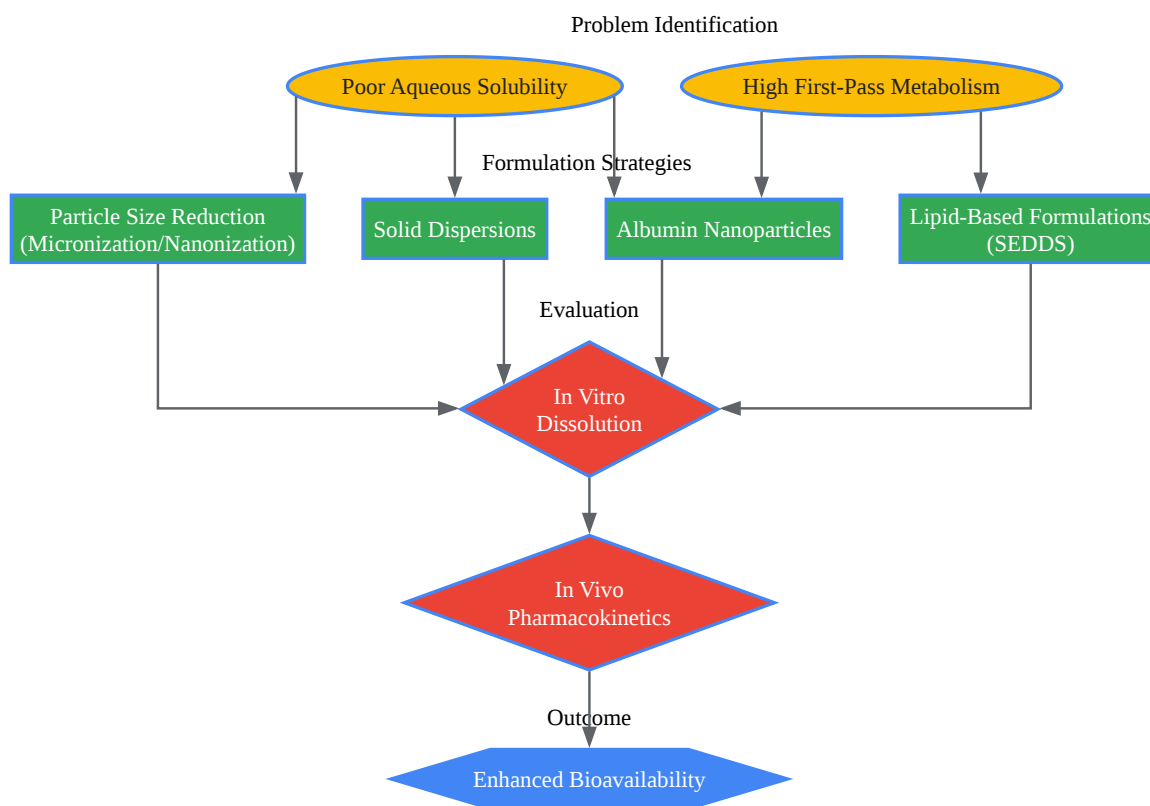 Problem Identification
Poor Aqueous Solubility
High First-Pass Metabolism
Formulation Strategies
Particle Size Reduction
(Micronization/Nanonization)
Solid Dispersions
Albumin Nanoparticles
Lipid-Based Formulations
(SEDDS)
Evaluation
In Vitro
Dissolution
In Vivo
Pharmacokinetics
Outcome
Enhanced Bioavailability